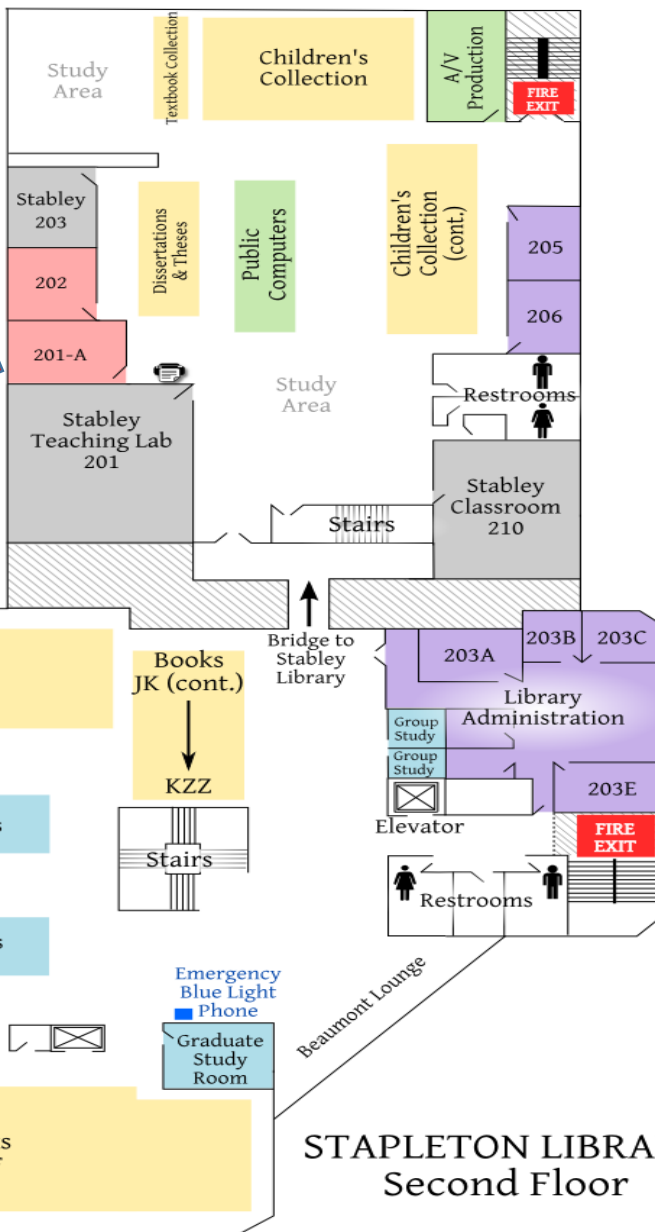 Study
Area
Textbook Collection
Children's
Collection
A/V
Production
FIRE
EXIT
Stabley
203
202
201-A
Dissertations
& Theses
Public
Computers
Children's
Collection
(cont.)
205
206
Study
Area
Restrooms
Stabley
Teaching Lab
201
Stabley
Classroom
210
Stairs
Bridge to
Stabley
Library
Books
JK (cont.)
KZZ
203A
203B
203C
Library
Administration
Group
Study
Group
Study
203E
Elevator
FIRE
EXIT
Stairs
Restrooms
Emergency
Blue Light
Phone
Graduate
Study
Room
Beaumont Lounge
STAPLETON LIBRA
Second Floor